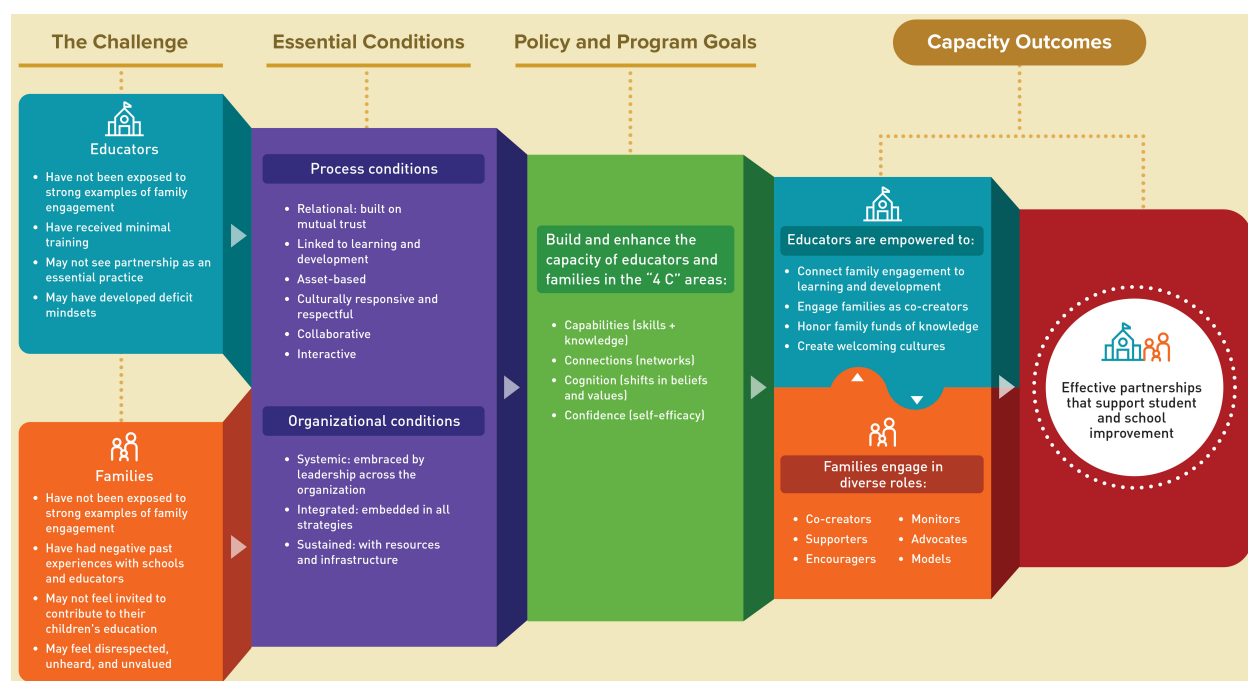 The Challenge
Essential Conditions
Policy and Program Goals
Capacity Outcomes
Educators
• Have not been exposed to
strong examples of family
engagement
• Have received minimal
training
• May not see partnership as an
essential practice
• May have developed deficit
mindsets
Families
• Have not been exposed to
strong examples of family
engagement
• Have had negative past
experiences with schools
and educators
• May not feel invited to
contribute to their
children's education
• May feel disrespected,
unheard, and unvalued
Process conditions
• Relational: built on
mutual trust
• Linked to learning and
development
• Asset-based
• Culturally responsive and
respectful
• Collaborative
• Interactive
Organizational conditions
• Systemic: embraced by
leadership across the
organization
• Integrated: embedded in all
strategies
• Sustained: with resources
and infrastructure
Build and enhance the
capacity of educators and
families in the “4 C” areas:
• Capabilities (skills +
knowledge)
• Connections (networks)
• Cognition (shifts in beliefs
and values)
• Confidence (self-efficacy)
Educators are empowered to:
• Connect family engagement to
learning and development
• Engage families as co-creators
• Honor family funds of knowledge
• Create welcoming cultures
Families engage in
diverse roles:
• Co-creators
• Supporters
• Encouragers
• Monitors
• Advocates
• Models
Effective partnerships
that support student
and school
improvement